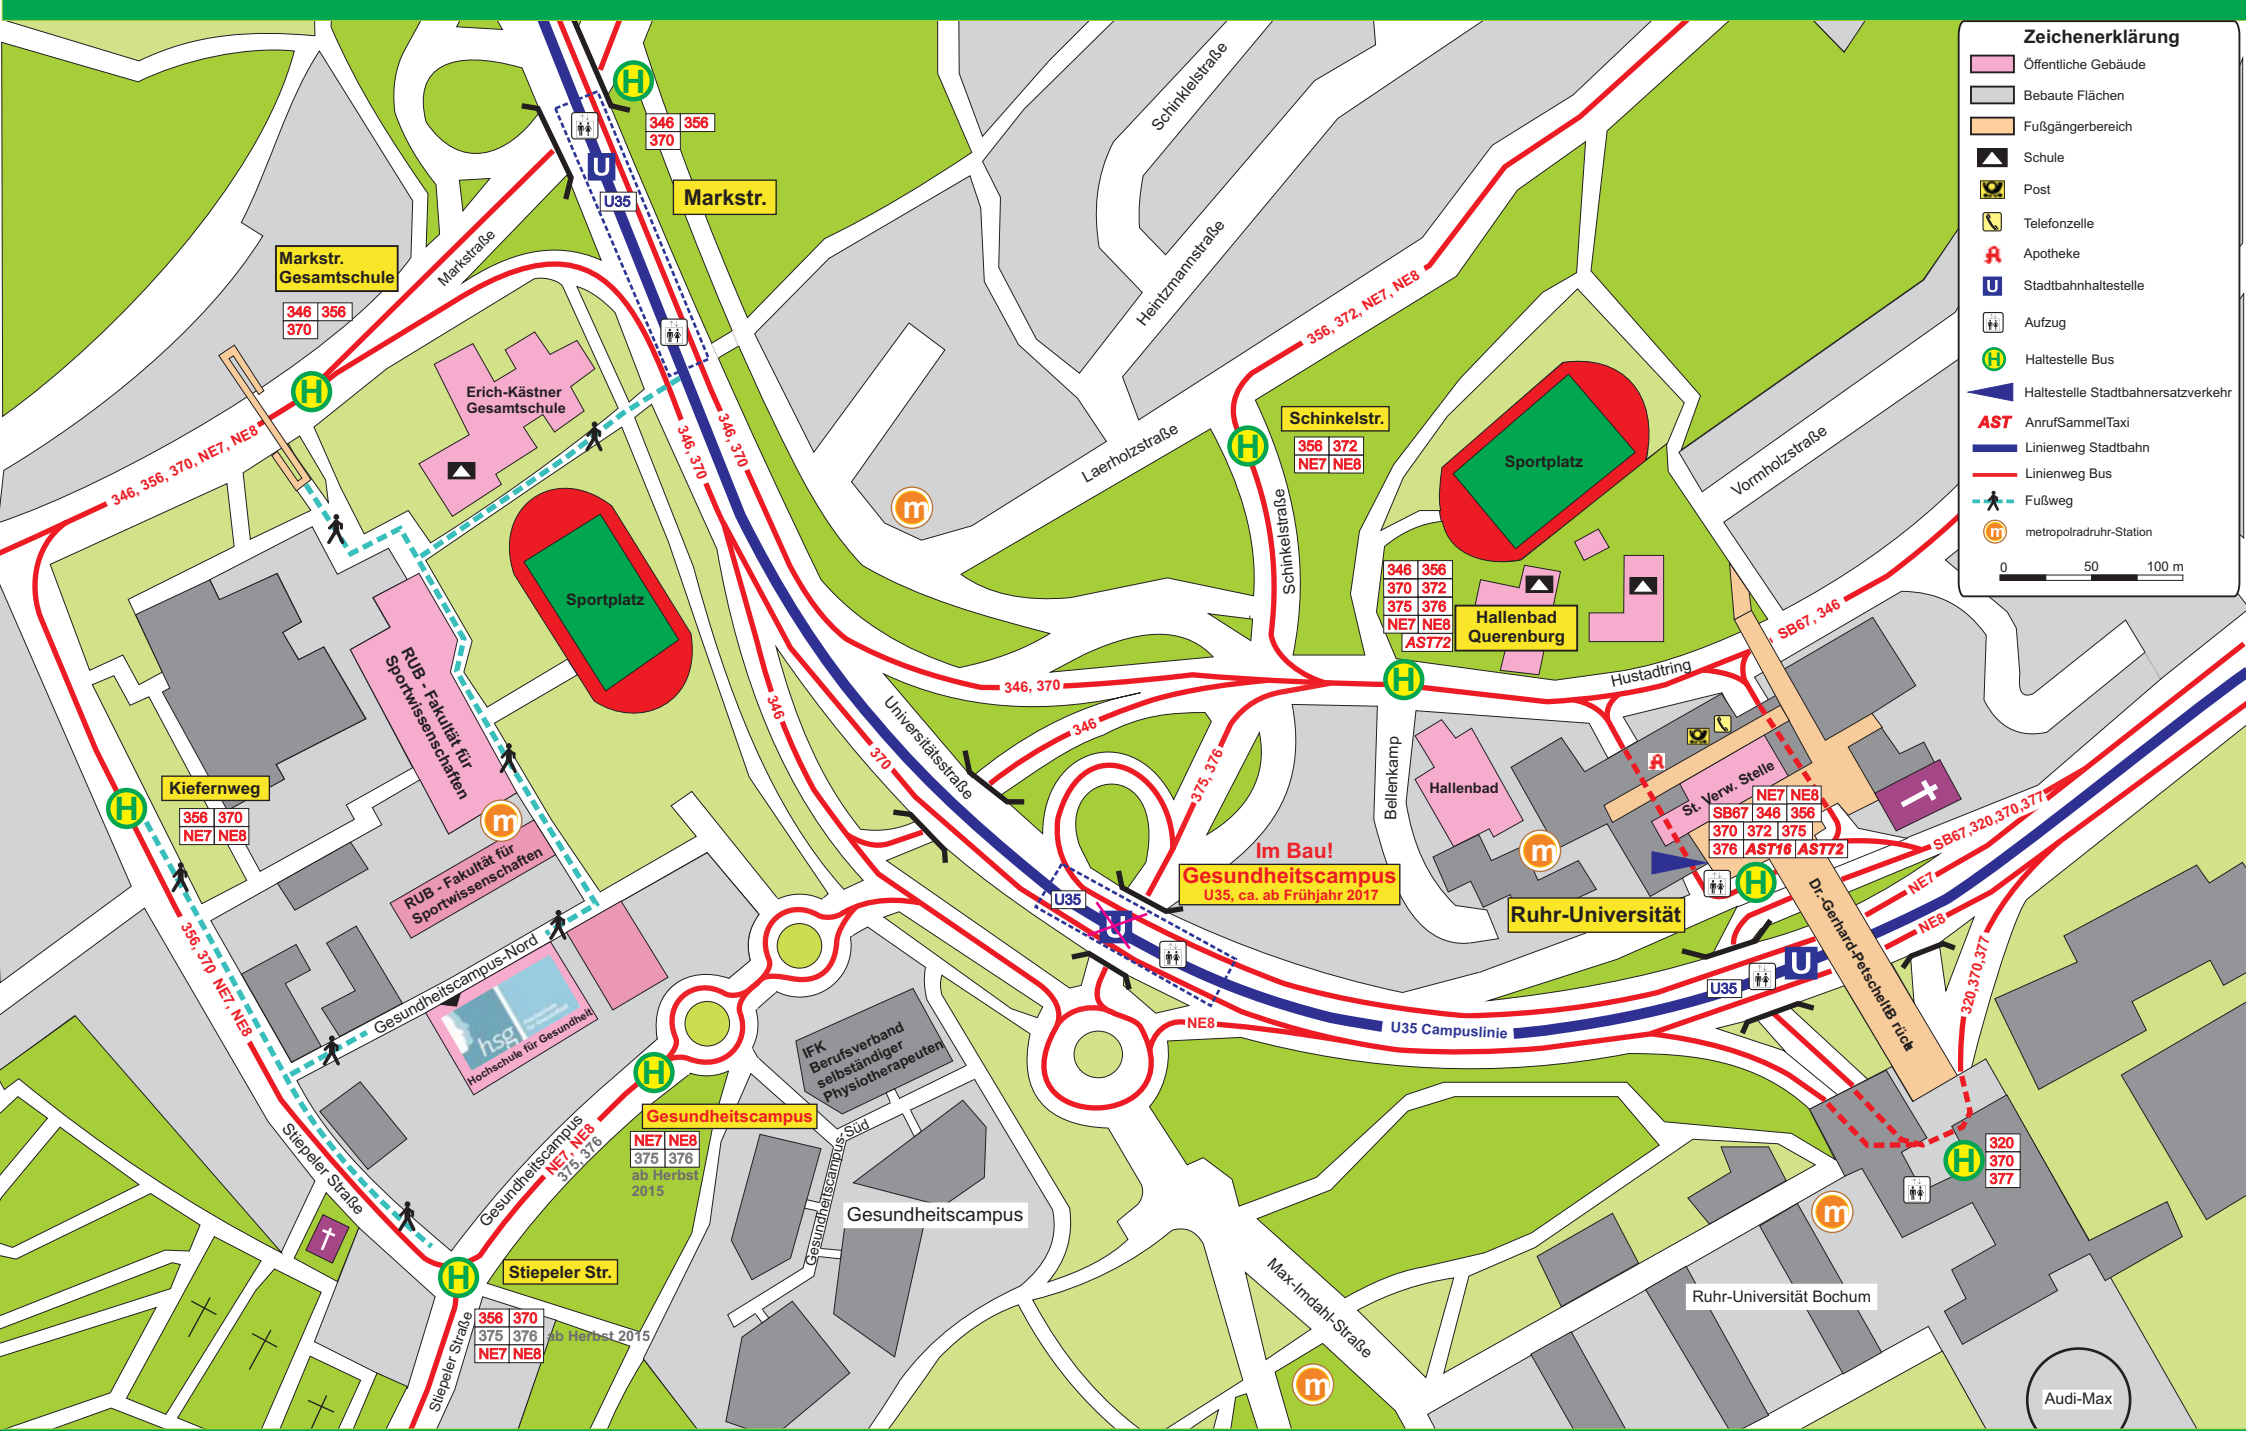 Zeichenerklärung
Öffentliche Gebäude
Bebaute Flächen
Fußgängerbereich
Schule
Post
Telefonzelle
Apotheke
U
Stadtbahnhaltestelle
Aufzug
H
Haltestelle Bus
Haltestelle Stadtbahnersatzverkehr
AST
AnrufSammelTaxi
Linienweg Stadtbahn
Linienweg Bus
Fußweg
m
metropolradruhr-Station
0 50 100 m
H
346 356
370
U
U35
Markstr.
Markstraße
Markstr.
Gesamtschule
346 356
370
H
346, 356, 370, NE7, NE8
Erich-Kästner
Gesamtschule
346, 370
346, 370
Schinklelstraße
Heintzmannstraße
356, 372, NE7, NE8
Laerholzstraße
m
Schinkelstr.
H
356 372
NE7 NE8
Schinkelstraße
Sportplatz
Vormholzstraße
Sportplatz
346 356
370 372
375 376
NE7 NE8
AST72
Hallenbad
Querenburg
H
SB67, 346
Hustadtring
RUB - Fakultät für
Sportwissenschaften
346
346, 370
346
370
Universitätsstraße
375, 376
Bellenkamp
Hallenbad
St. Verw. Stelle
NE7 NE8
SB67 346 356
370 372 375
376 AST16 AST72
H
SB67,320,370,377
NE7
NE8
Kiefernweg
H
356 370
NE7 NE8
m
RUB - Fakultät für
Sportwissenschaften
356, 370 NE7, NE8
Im Bau!
Gesundheitscampus
U35, ca. ab Frühjahr 2017
U35
U
m
Ruhr-Universität
Dr.-Gerhard-PetscheltB rück
U
U35
320,370,377
Gesundheitscampus-Nord
hsg
Hochschule für Gesundheit
IFK
Berufsverband
selbständiger
Physiotherapeuten
NE8
U35 Campuslinie
H
Gesundheitscampus
NE7 NE8
375 376
ab Herbst
2015
Gesundheitscampus
NE7, NE8
375, 376
Gesundheitscampus-Süd
Gesundheitscampus
Stiepeler Straße
H
Stiepeler Str.
356 370
375 376 ab Herbst 2015
NE7 NE8
Stiepeler Straße
H
320
370
377
m
Max-Imdahl-Straße
Ruhr-Universität Bochum
m
Audi-Max